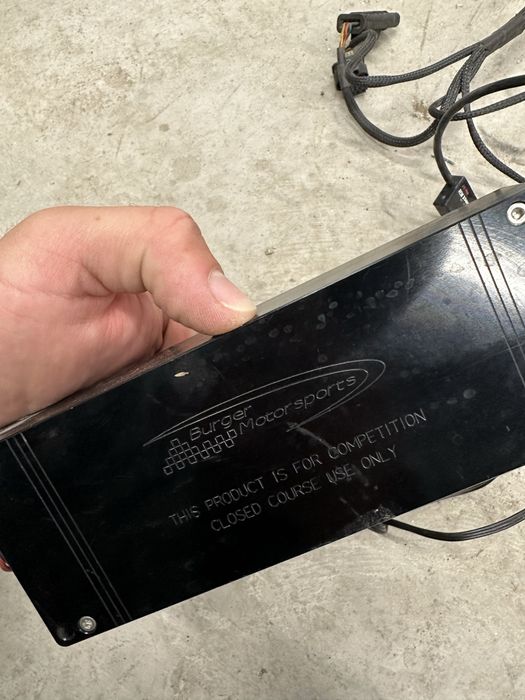 Burger
Motorsports
THIS PRODUCT IS FOR COMPETITION
CLOSED COURSE USE ONLY